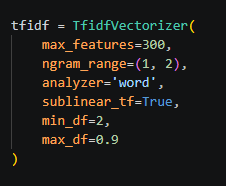 tfidf = TfidfVectorizer(
    max_features=300,
    ngram_range=(1, 2),
    analyzer='word',
    sublinear_tf=True,
    min_df=2,
    max_df=0.9
)